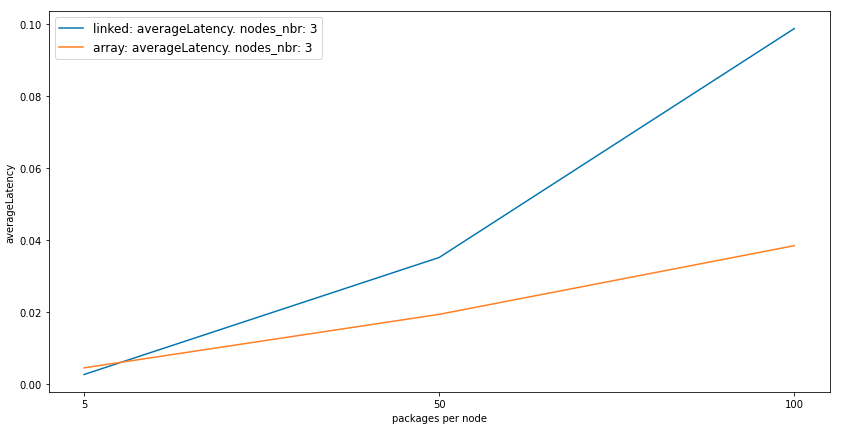 linked: averageLatency. nodes_nbr: 3
array: averageLatency. nodes_nbr: 3
0.10
0.08
0.06
0.04
0.02
0.00
averageLatency
5
50
100
packages per node